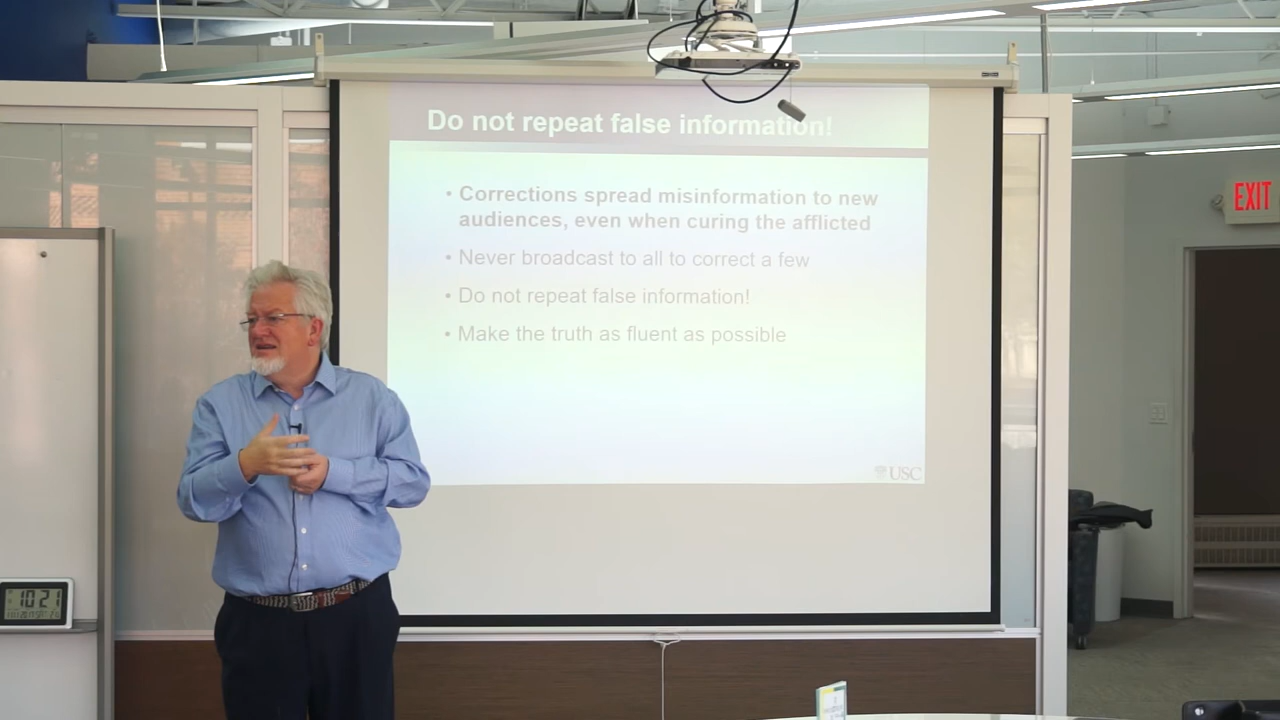 Do not repeat false information!
• Corrections spread misinformation to new
audiences, even when curing the afflicted
• Never broadcast to all to correct a few
• Do not repeat false information!
• Make the truth as fluent as possible
USC
EXIT
10:21